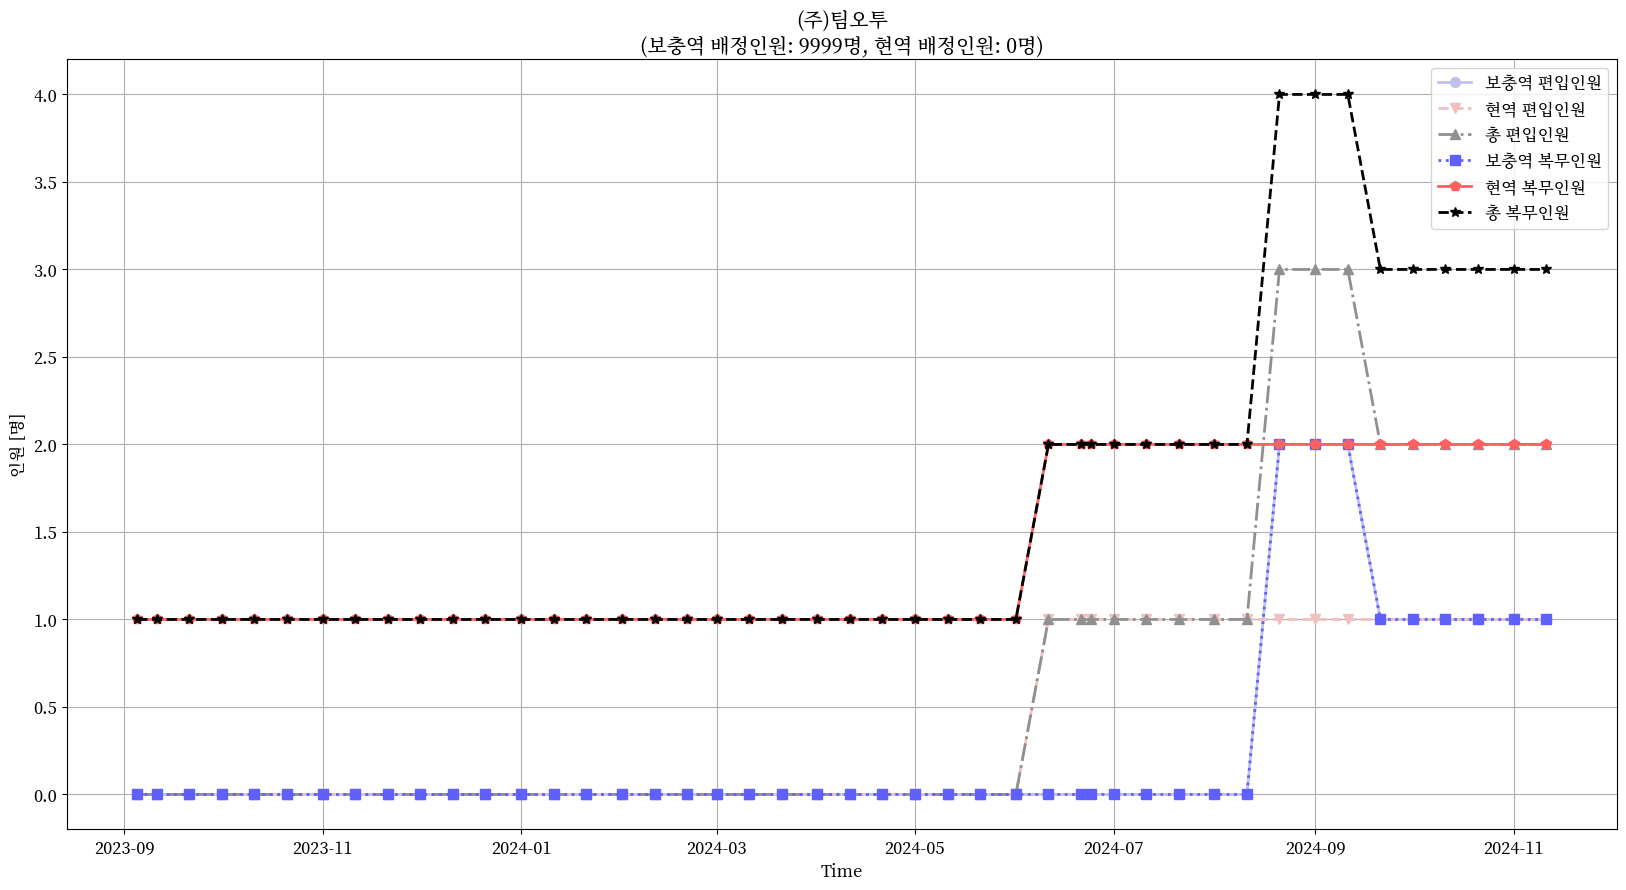 (주)팀오투
(보충역 배정인원: 9999명, 현역 배정인원: 0명)
보충역 편입인원
현역 편입인원
총 편입인원
보충역 복무인원
현역 복무인원
총 복무인원
인원 [명]
4.0
3.5
3.0
2.5
2.0
1.5
1.0
0.5
0.0
2023-09 2023-11 2024-01 2024-03 2024-05 2024-07 2024-09 2024-11
Time